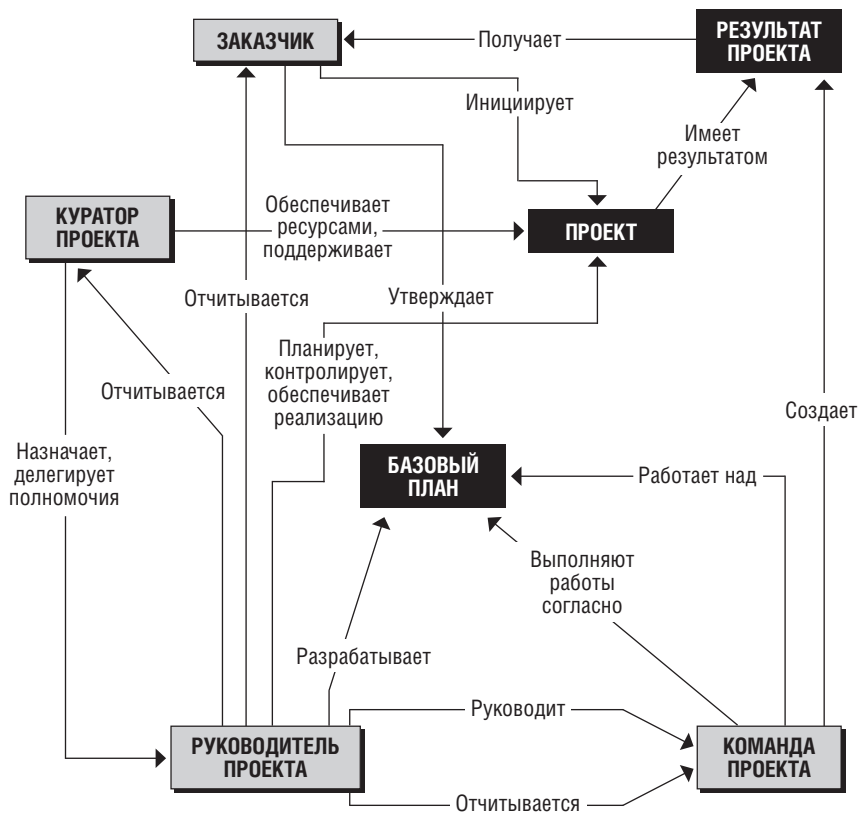 ЗАКАЗЧИК
Получает
РЕЗУЛЬТАТ
ПРОЕКТА
Инициирует
Имеет
результатом
КУРАТОР
ПРОЕКТА
Обеспечивает
ресурсами,
поддерживает
ПРОЕКТ
Отчитывается
Утверждает
Планирует,
контролирует,
обеспечивает
реализацию
Отчитывается
Создает
Назначает,
делегирует
полномочия
БАЗОВЫЙ
ПЛАН
Работает над
Выполняют
работы
согласно
Разрабатывает
Руководит
РУКОВОДИТЕЛЬ
ПРОЕКТА
КОМАНДА
ПРОЕКТА
Отчитывается